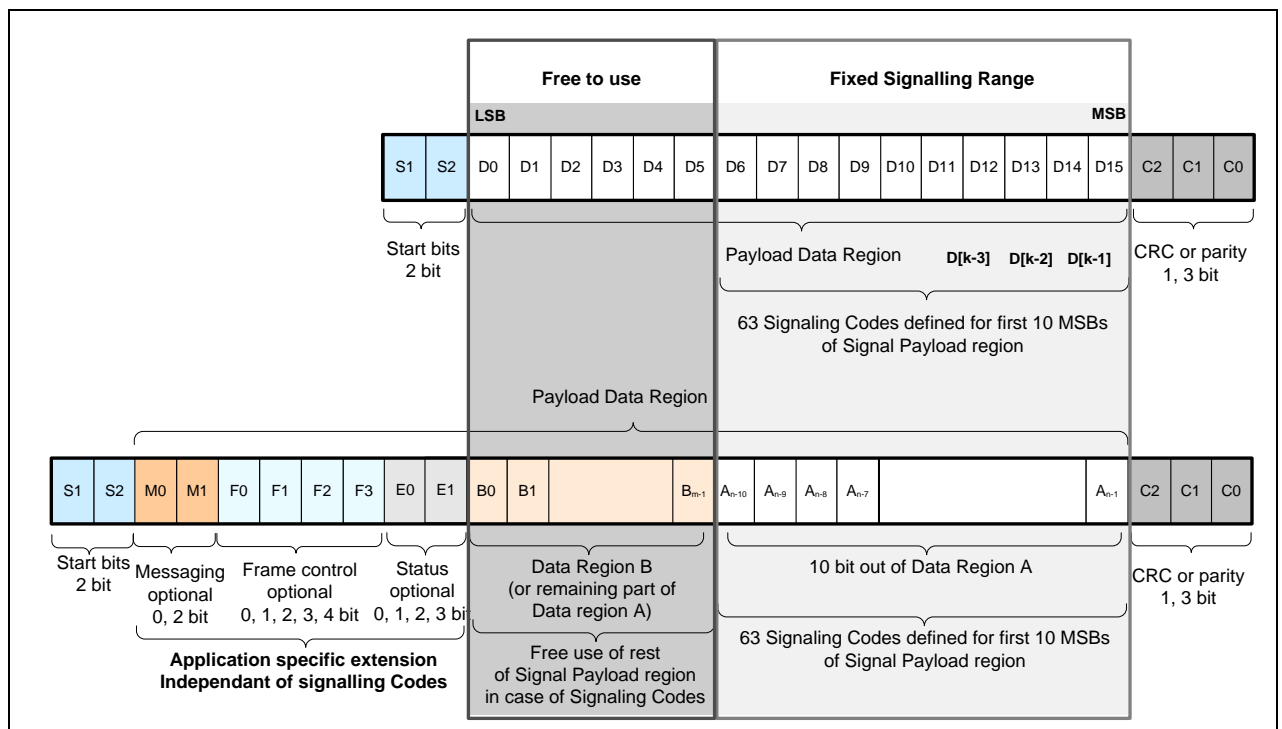 Free to use
Fixed Signalling Range
LSB
MSB
S1 S2 D0 D1 D2 D3 D4 D5 D6 D7 D8 D9 D10 D11 D12 D13 D14 D15 C2 C1 C0
Start bits
2 bit
Payload Data Region
D[k-3] D[k-2] D[k-1]
CRC or parity
1, 3 bit
63 Signaling Codes defined for first 10 MSBs
of Signal Payload region
Payload Data Region
S1 S2 M0 M1 F0 F1 F2 F3 E0 E1 B0 B1 Bm-1 An-10 An-9 An-8 An-7 An-1 C2 C1 C0
Start bits
2 bit
Messaging
optional
0, 2 bit
Frame control
optional
0, 1, 2, 3, 4 bit
Status
optional
0, 1, 2, 3 bit
Data Region B
(or remaining part of
Data region A)
10 bit out of Data Region A
CRC or parity
1, 3 bit
Application specific extension
Independant of signalling Codes
Free use of rest
of Signal Payload region
in case of Signaling Codes
63 Signaling Codes defined for first 10 MSBs
of Signal Payload region